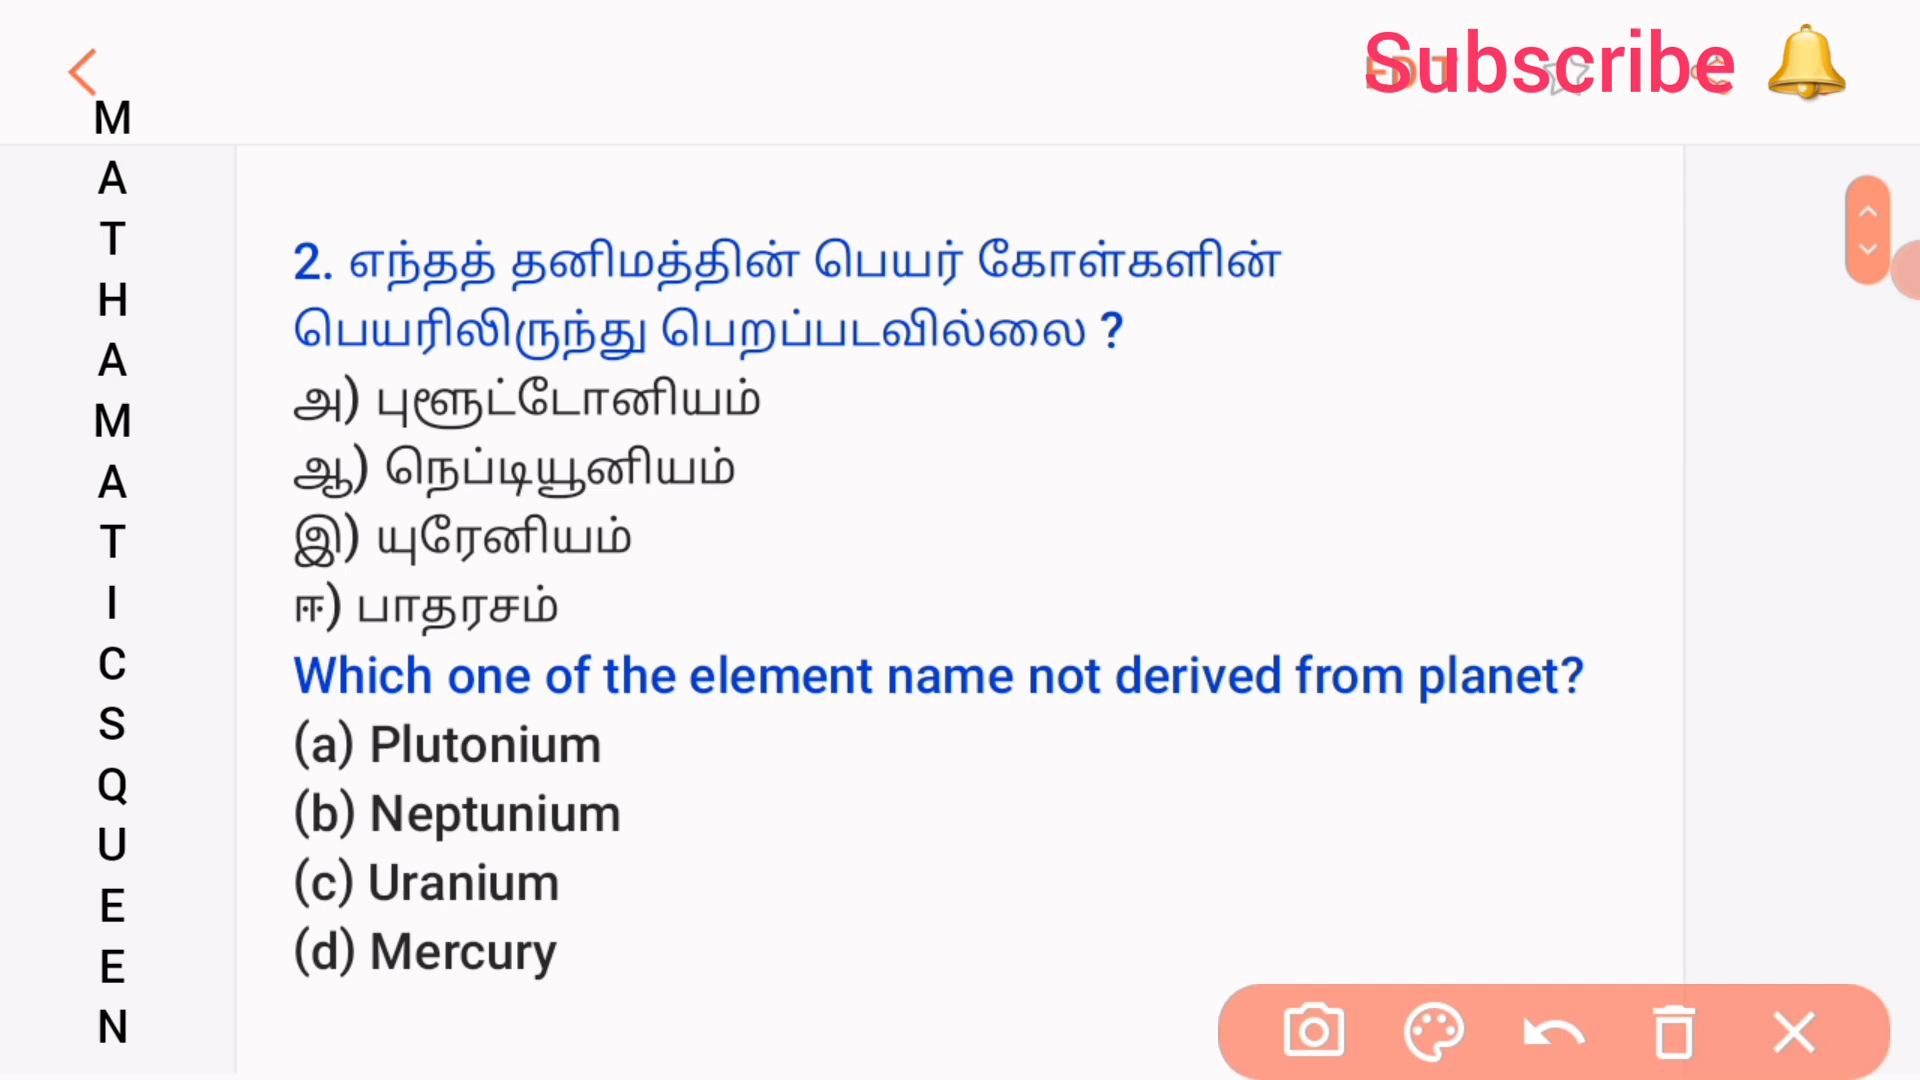 Subscribe 🔔
M
A
T
H
A
M
A
T
I
C
S
Q
U
E
E
N
2. எந்தத் தனிமத்தின் பெயர் கோள்களின்
பெயரிலிருந்து பெறப்படவில்லை ?
அ) புளூட்டோனியம்
ஆ) நெப்டியூனியம்
இ) யுரேனியம்
ஈ) பாதரசம்
Which one of the element name not derived from planet?
(a) Plutonium
(b) Neptunium
(c) Uranium
(d) Mercury